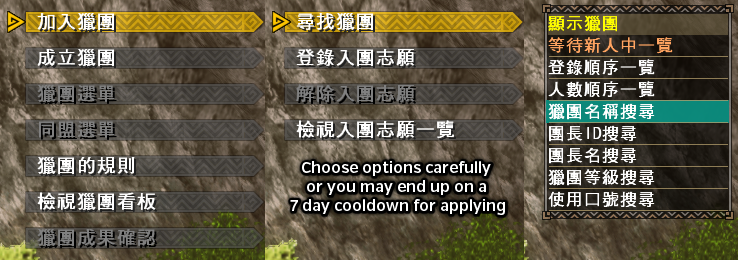 加入獵團
成立獵團
獵團選單
同盟選單
獵團的規則
檢視獵團看板
獵團成果確認
尋找獵團
登錄入團志願
解除入團志願
檢視入團志願一覽
Choose options carefully
or you may end up on a
7 day cooldown for applying
顯示獵團
等待新人中一覽
登錄順序一覽
人數順序一覽
獵團名稱搜尋
團長ID搜尋
團長名搜尋
獵團等級搜尋
使用口號搜尋